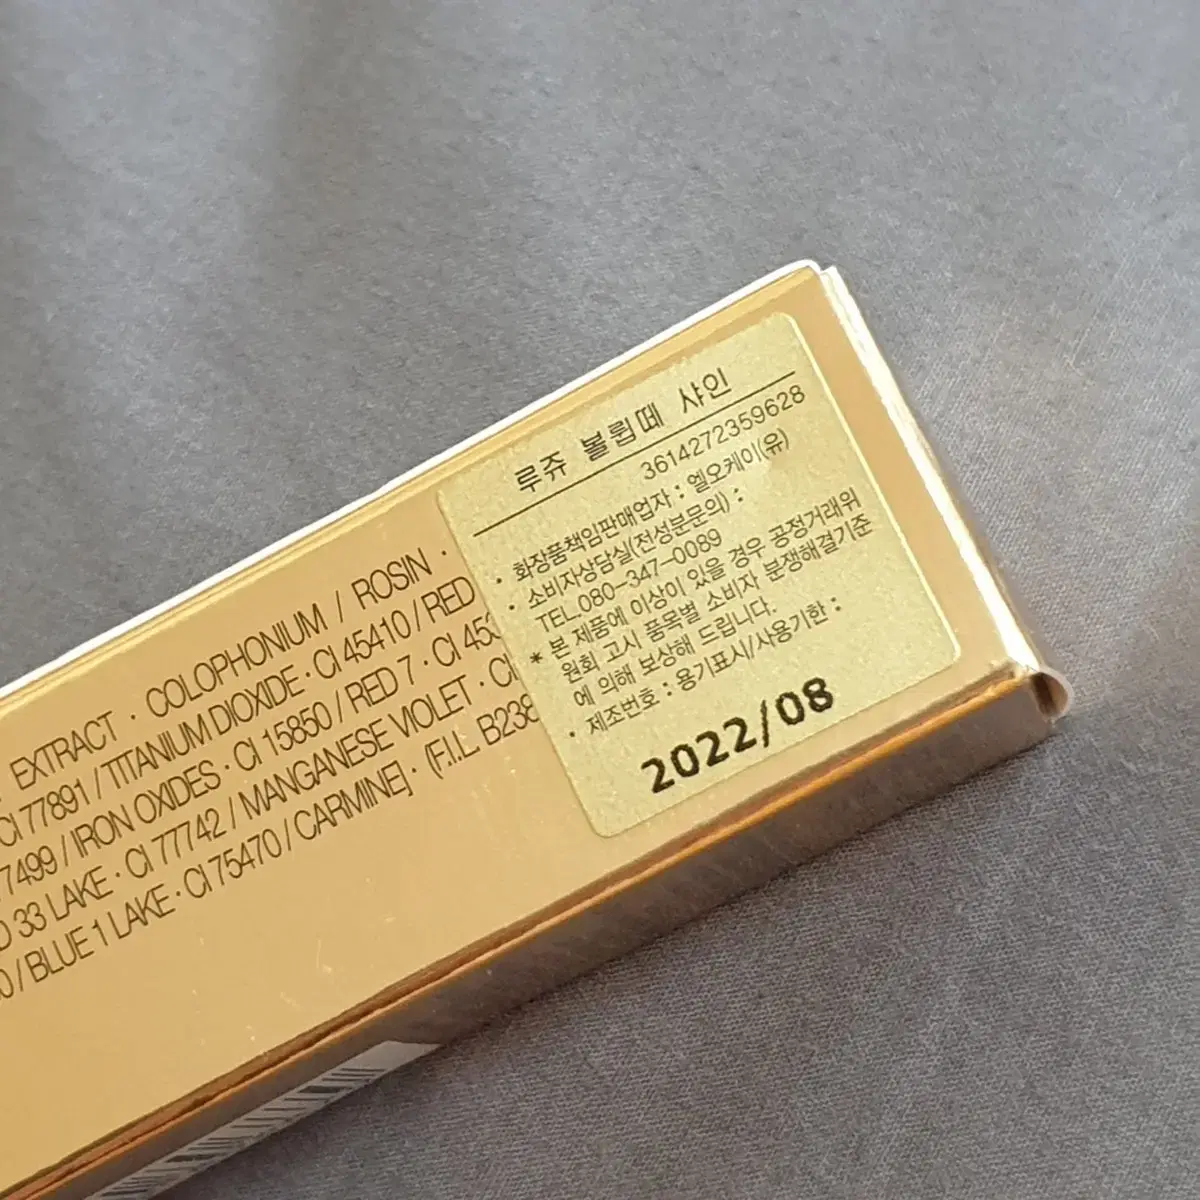 루쥬 볼륍떼 샤인
3614272359628
· 화장품책임판매업자 : 엘오케이(유)
· 소비자상담실(전성분문의) :
TEL.080-347-0089
* 본 제품에 이상이 있을 경우 공정거래위
원회 고시 품목별 소비자 분쟁해결기준
에 의해 보상해 드립니다.
· 제조번호 : 용기표시/사용기한 :
2022/08
EXTRACT · COLOPHONIUM / ROSIN ·
CI 77891 / TITANIUM DIOXIDE · CI 45410 / RED
7499 / IRON OXIDES · CI 15850 / RED 7 · CI
33 LAKE · CI 77742 / MANGANESE VIOLET · CI
/ BLUE 1 LAKE · CI 75470 / CARMINE] · (F.I.L.